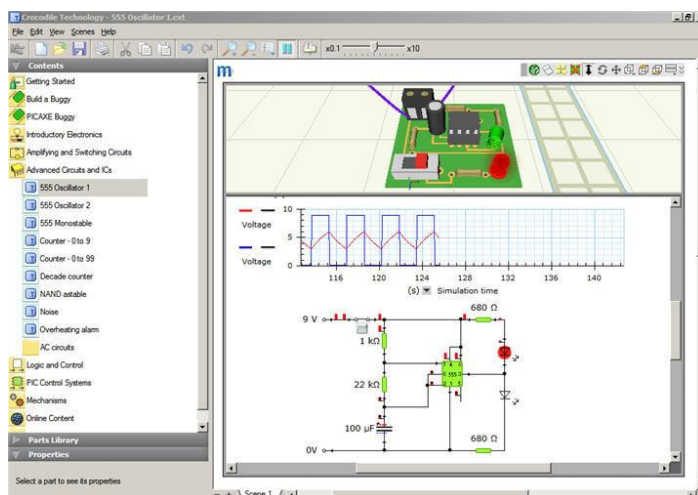 Crocodile Technology - 555 Oscillator 1.cxt
File Edit View Scenes Help
x0.1
x10
Contents
Getting Started
Build a Buggy
PICAXE Buggy
Introductory Electronics
Amplifying and Switching Circuits
Advanced Circuits and ICs
555 Oscillator 1
555 Oscillator 2
555 Monostable
Counter - 0 to 9
Counter - 0 to 99
Decade counter
NAND astable
Noise
Overheating alarm
AC circuits
Logic and Control
PIC Control Systems
Mechanisms
Online Content
Parts Library
Properties
Select a part to see its properties
m
10
Voltage
5
Voltage
0
116 120 124 128 132 136 140
(s) Simulation time
680 Ω
9 V
1 kΩ
555
22 kΩ
100 µF
680 Ω
0V
Scene 1